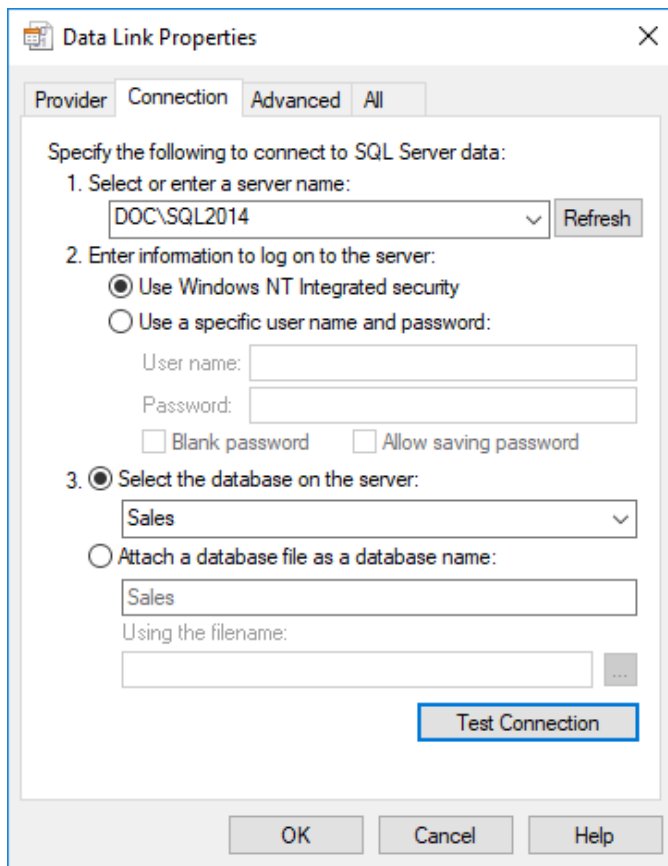 Data Link Properties
Provider Connection Advanced All
Specify the following to connect to SQL Server data:
1. Select or enter a server name:
DOC\SQL2014 Refresh
2. Enter information to log on to the server:
Use Windows NT Integrated security
Use a specific user name and password:
User name:
Password:
Blank password Allow saving password
3. Select the database on the server:
Sales
Attach a database file as a database name:
Sales
Using the filename:
...
Test Connection
OK Cancel Help